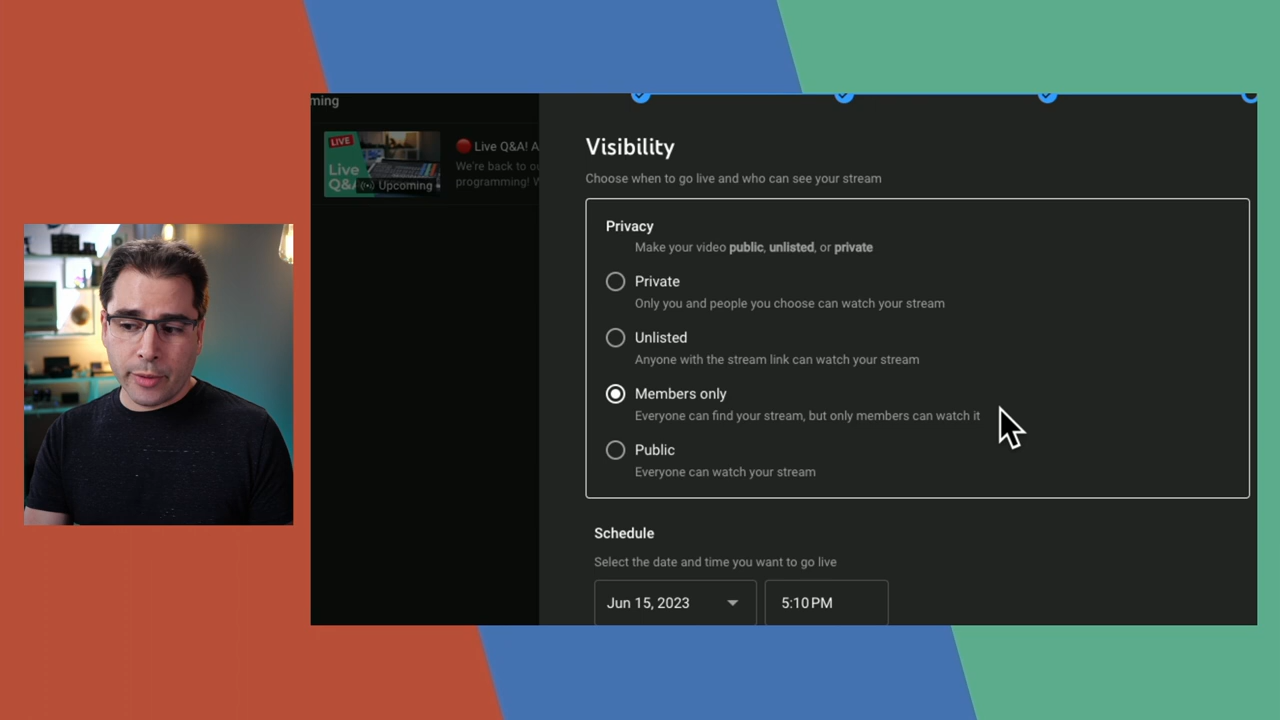 ming
LIVE
Live
Q&A
Upcoming
🔴 Live Q&A! A
We're back to ou
programming! W
Visibility
Choose when to go live and who can see your stream
Privacy
Make your video public, unlisted, or private
Private
Only you and people you choose can watch your stream
Unlisted
Anyone with the stream link can watch your stream
Members only
Everyone can find your stream, but only members can watch it
Public
Everyone can watch your stream
Schedule
Select the date and time you want to go live
Jun 15, 2023
5:10 PM